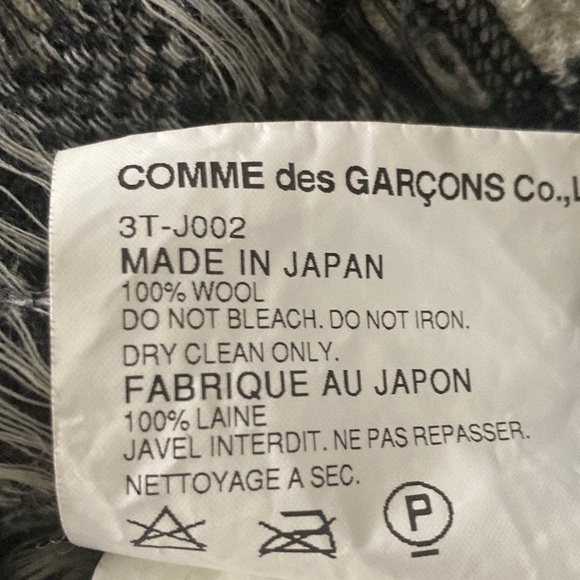 COMME des GARÇONS Co.,L
3T-J002
MADE IN JAPAN
100% WOOL
DO NOT BLEACH. DO NOT IRON.
DRY CLEAN ONLY.
FABRIQUE AU JAPON
100% LAINE
JAVEL INTERDIT. NE PAS REPASSER.
NETTOYAGE A SEC.
P